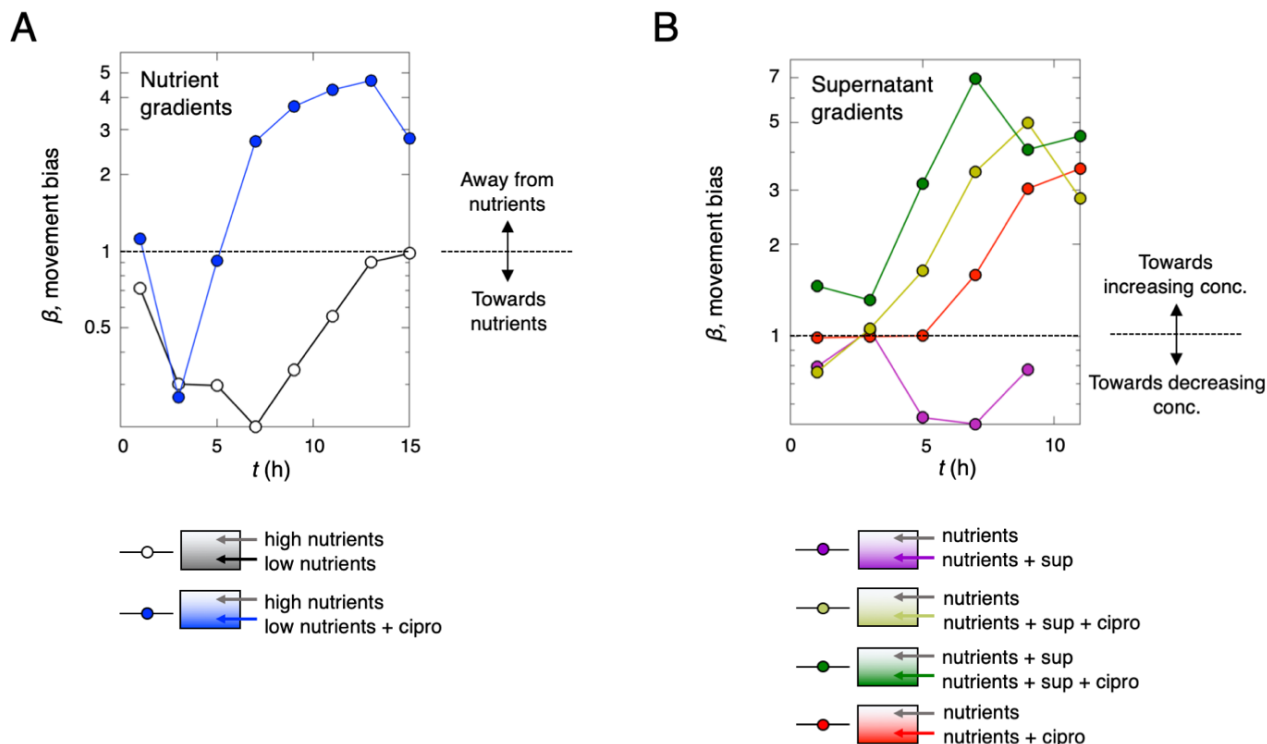 A
Nutrient
gradients
5
4
3
2
1
0.5
β, movement bias
0
5
10
15
t (h)
Away from
nutrients
Towards
nutrients
high nutrients
low nutrients
high nutrients
low nutrients + cipro
B
Supernatant
gradients
7
5
3
2
1
β, movement bias
0
5
10
t (h)
Towards
increasing conc.
Towards decreasing
conc.
nutrients
nutrients + sup
nutrients
nutrients + sup + cipro
nutrients + sup
nutrients + sup + cipro
nutrients
nutrients + cipro